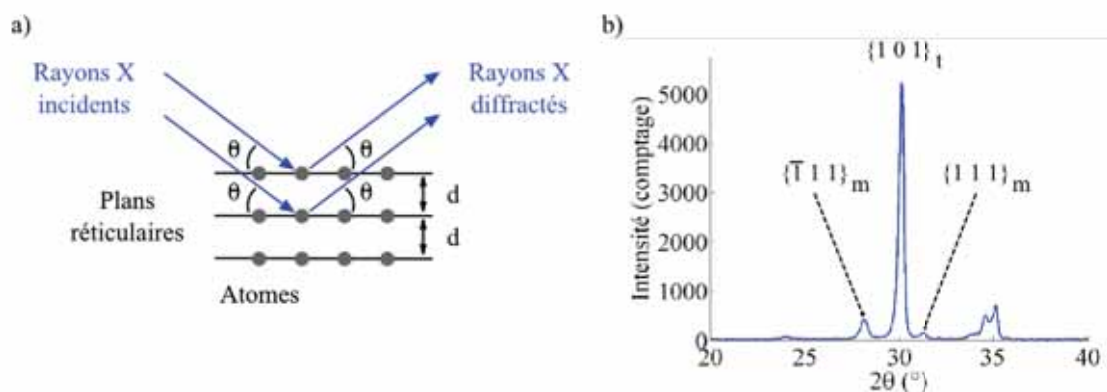 a)
Rayons X
incidents
Rayons X
diffractés
θ
θ
θ
θ
d
d
Plans
réticulaires
Atomes
b)
{1 0 1}t
{1̅ 1 1}m
{1 1 1}m
Intensité (comptage)
5000
4000
3000
2000
1000
0
20
25
30
35
40
2θ (°)